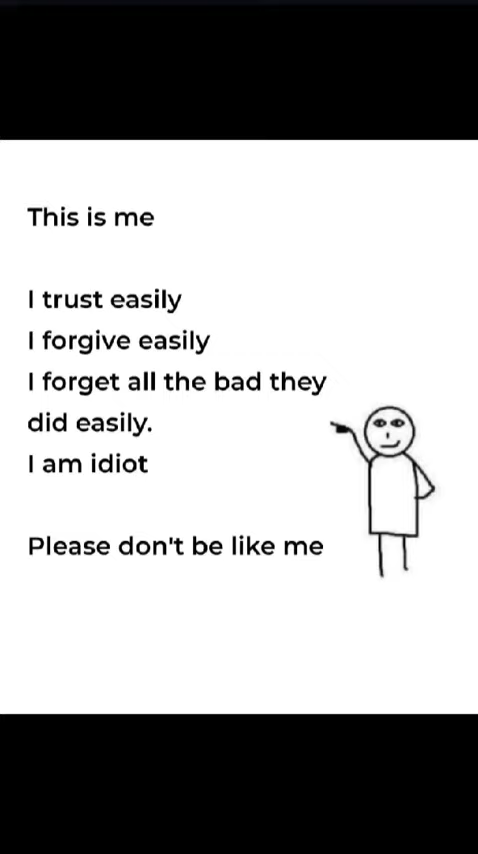 This is me
I trust easily
I forgive easily
I forget all the bad they
did easily.
I am idiot
Please don't be like me